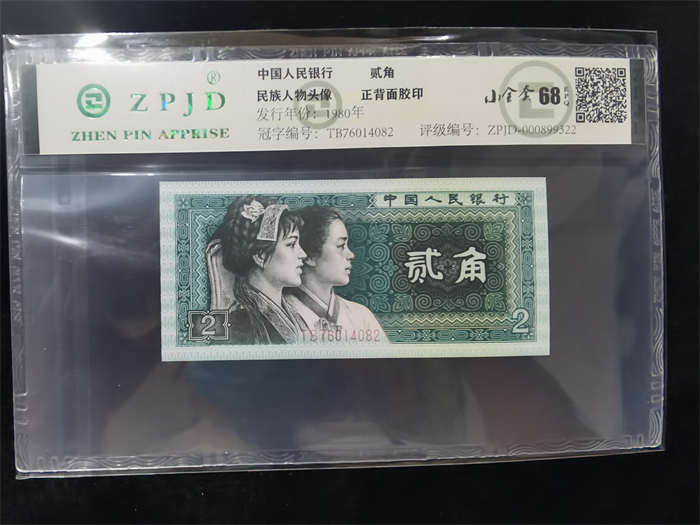 ZPJD®
ZHEN PIN APPRISE
中国人民银行 贰角
民族人物头像 正背面胶印
发行年份: 1980年
冠字编号: TB76014082 评级编号: ZPJD-000899322
68 EPQ
中国人民银行
贰角
2 2
TB76014082